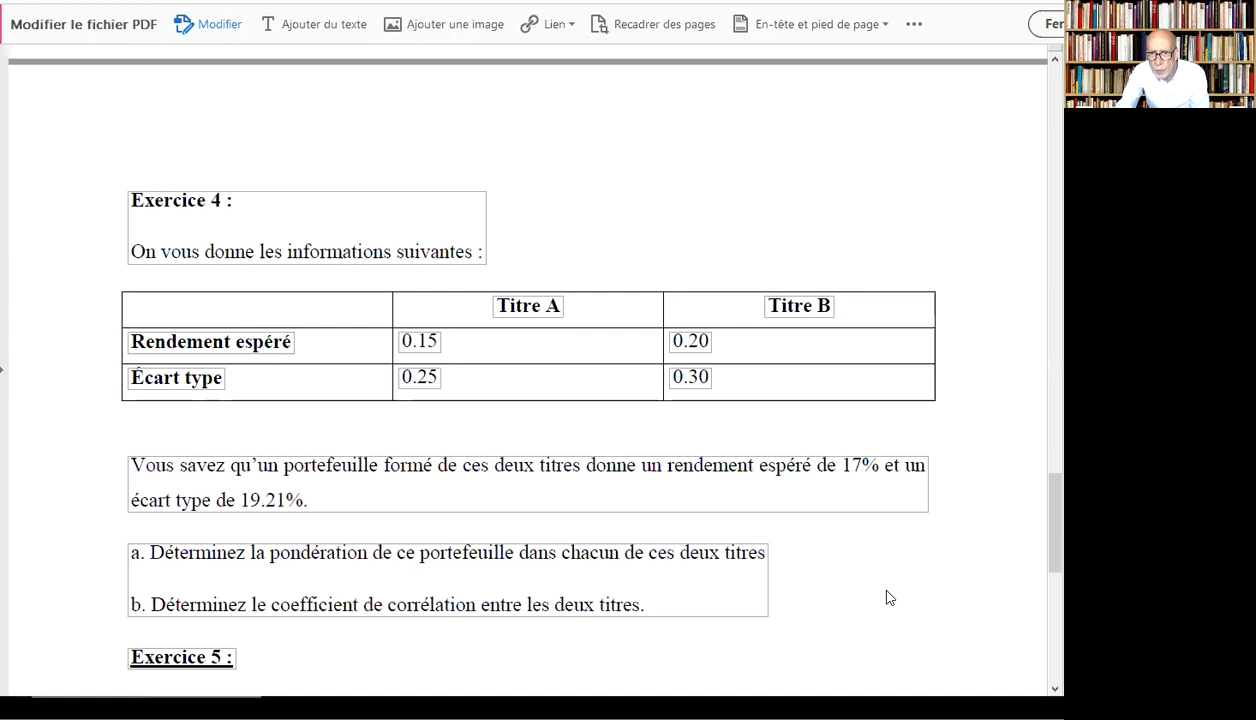 Modifier le fichier PDF Modifier Ajouter du texte Ajouter une image Lien Recadrer des pages En-tête et pied de page ... Fer
Exercice 4 :
On vous donne les informations suivantes :
Titre A Titre B
Rendement espéré 0.15 0.20
Écart type 0.25 0.30
Vous savez qu'un portefeuille formé de ces deux titres donne un rendement espéré de 17% et un
écart type de 19.21%.
a. Déterminez la pondération de ce portefeuille dans chacun de ces deux titres
b. Déterminez le coefficient de corrélation entre les deux titres.
Exercice 5 :